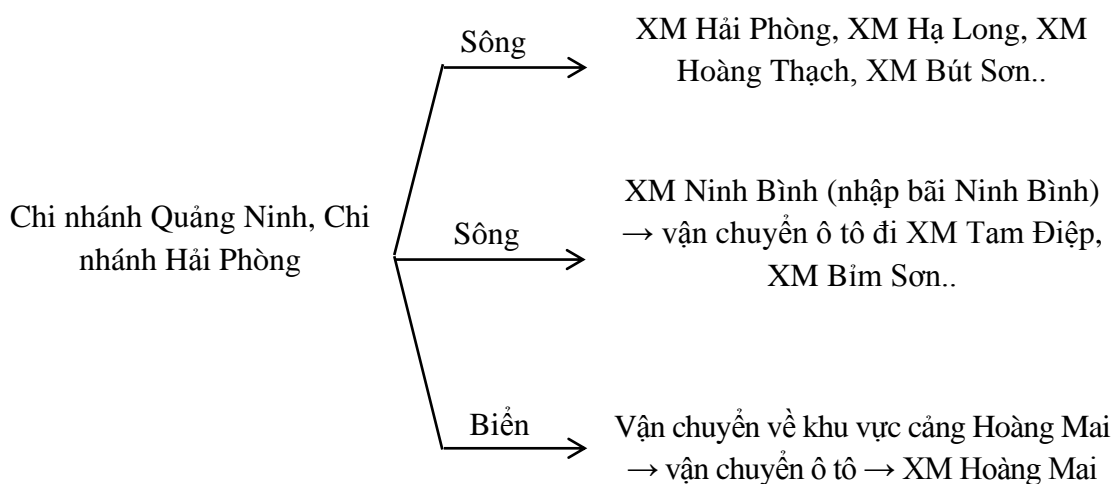 Sông
XM Hải Phòng, XM Hạ Long, XM
Hoàng Thạch, XM Bút Sơn..
Chi nhánh Quảng Ninh, Chi
nhánh Hải Phòng
Sông
XM Ninh Bình (nhập bãi Ninh Bình)
→ vận chuyển ô tô đi XM Tam Điệp,
XM Bỉm Sơn..
Biển
Vận chuyển về khu vực cảng Hoàng Mai
→ vận chuyển ô tô → XM Hoàng Mai